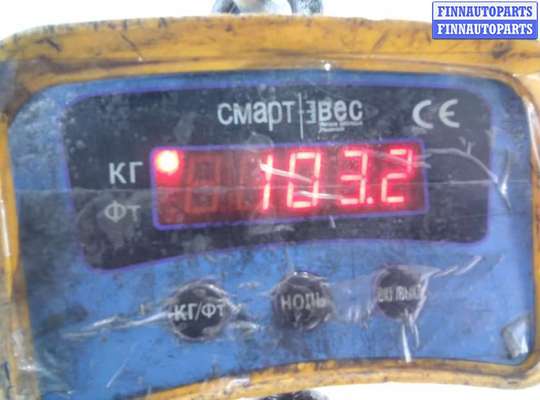 FINNAUTOPARTS
FINNAUTOPARTS
смарт вес CE
кг 103.2
фт
кг/фт ноль